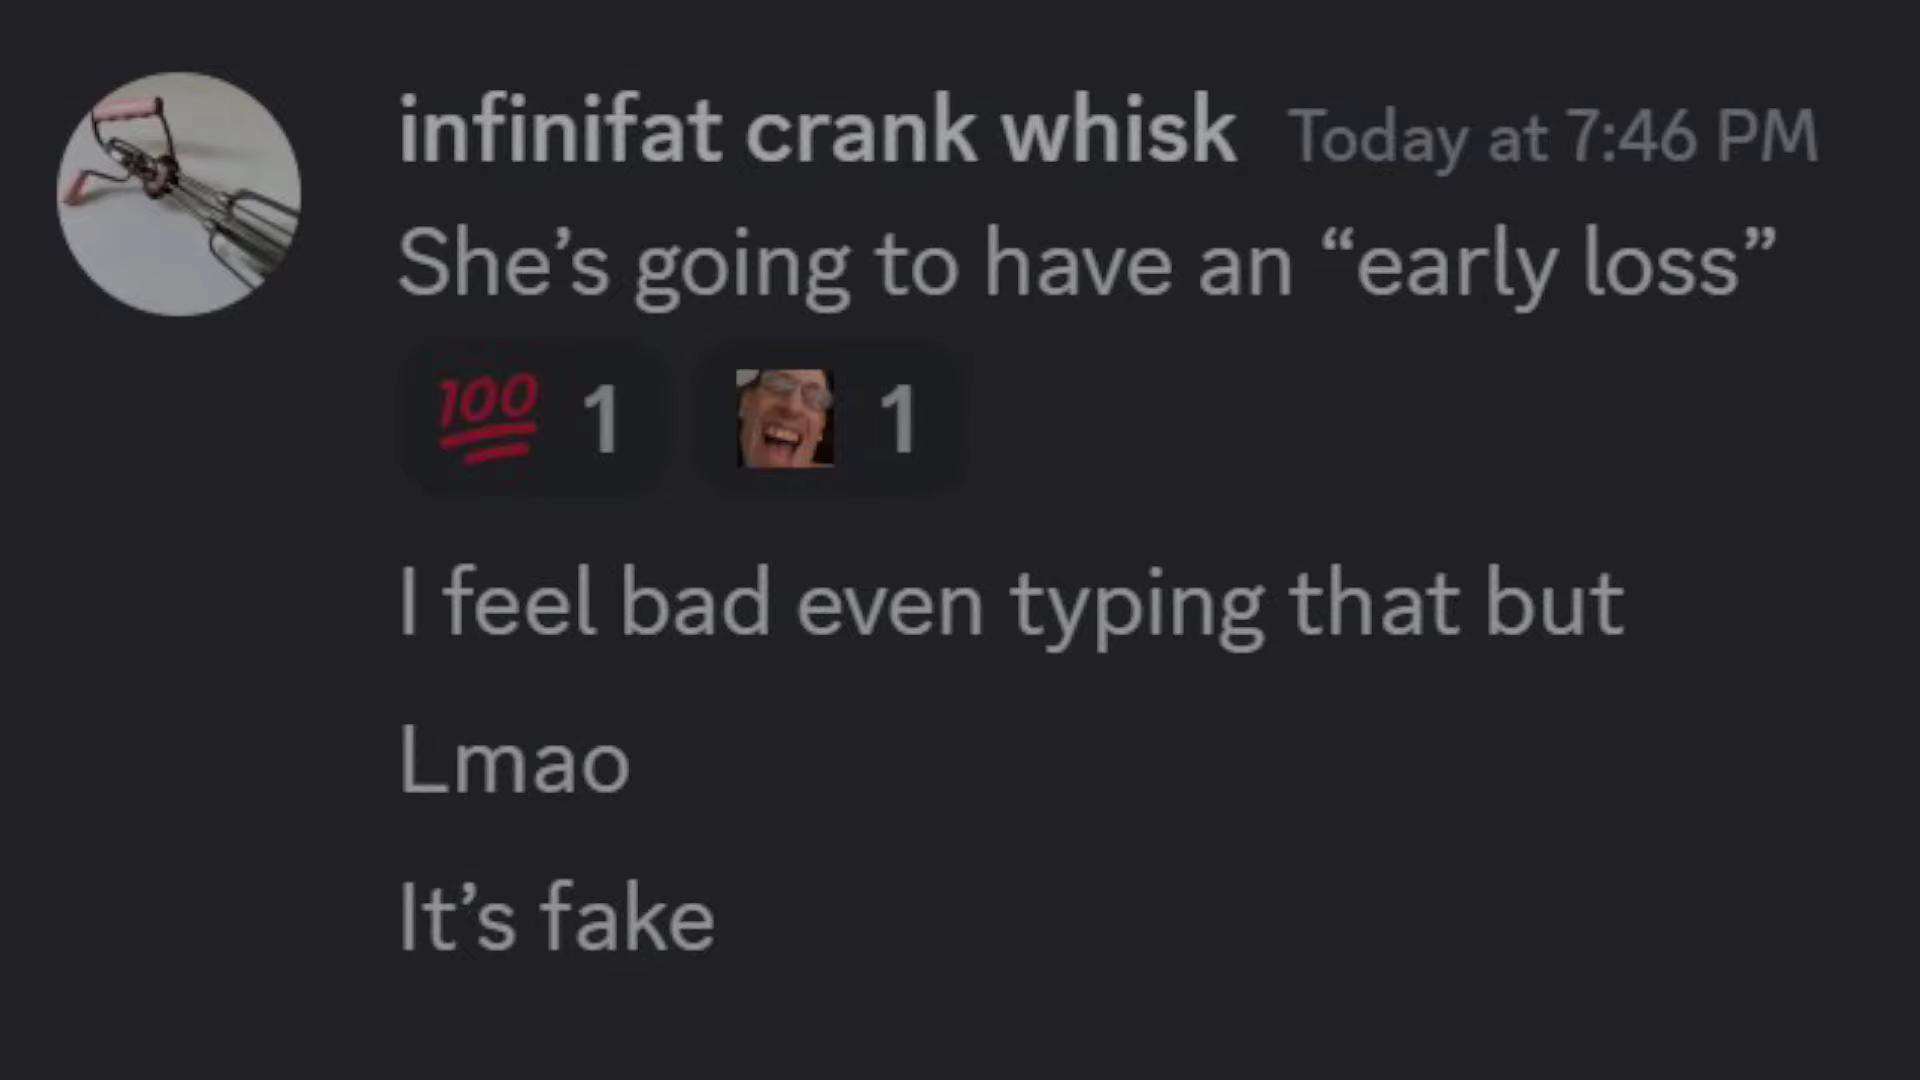 infinifat crank whisk Today at 7:46 PM
She’s going to have an “early loss”
100 1 1
I feel bad even typing that but
Lmao
It’s fake